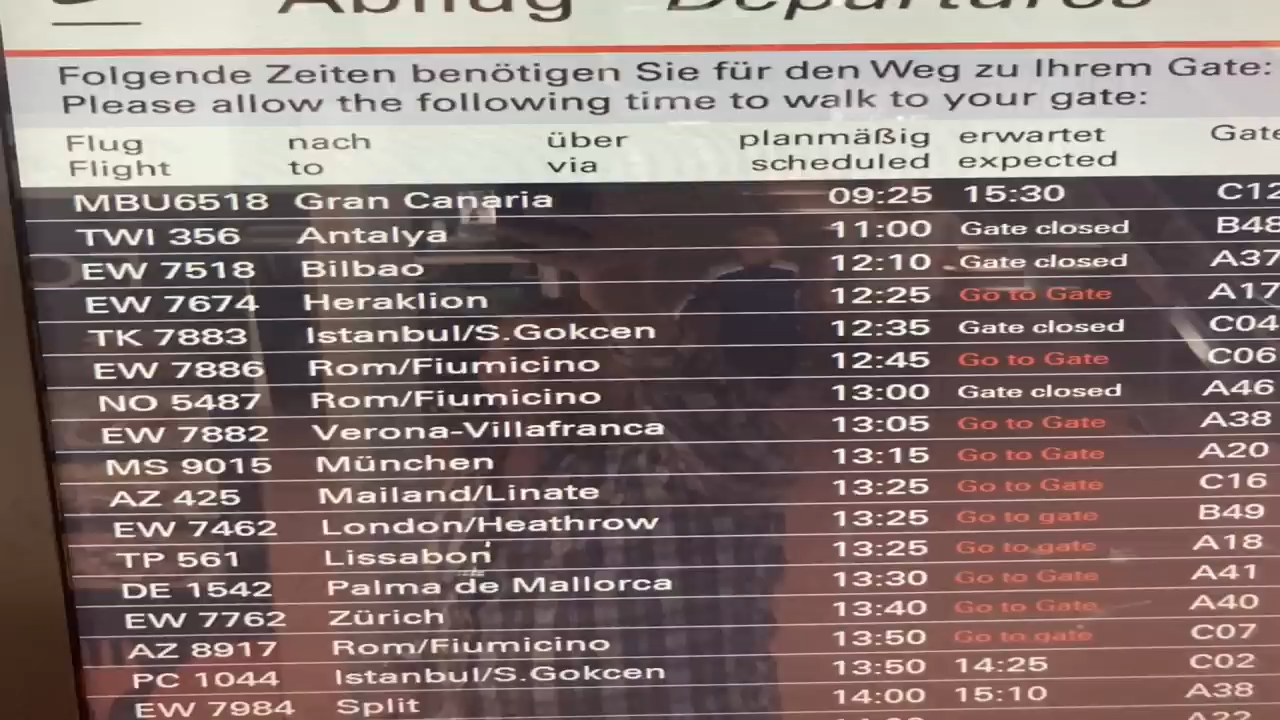 Abflug Departures
Folgende Zeiten benötigen Sie für den Weg zu Ihrem Gate:
Please allow the following time to walk to your gate:
Flug nach über planmäßig erwartet Gate
Flight to via scheduled expected
MBU6518 Gran Canaria 09:25 15:30 C12
TWI 356 Antalya 11:00 Gate closed B48
EW 7518 Bilbao 12:10 Gate closed A37
EW 7674 Heraklion 12:25 Go to Gate A17
TK 7883 Istanbul/S.Gokcen 12:35 Gate closed C04
EW 7886 Rom/Fiumicino 12:45 Go to Gate C06
NO 5487 Rom/Fiumicino 13:00 Gate closed A46
EW 7882 Verona-Villafranca 13:05 Go to Gate A38
MS 9015 München 13:15 Go to Gate A20
AZ 425 Mailand/Linate 13:25 Go to Gate C16
EW 7462 London/Heathrow 13:25 Go to gate B49
TP 561 Lissabon 13:25 Go to gate A18
DE 1542 Palma de Mallorca 13:30 Go to Gate A41
EW 7762 Zürich 13:40 Go to Gate A40
AZ 8917 Rom/Fiumicino 13:50 Go to gate C07
PC 1044 Istanbul/S.Gokcen 13:50 14:25 C02
EW 7984 Split 14:00 15:10 A38